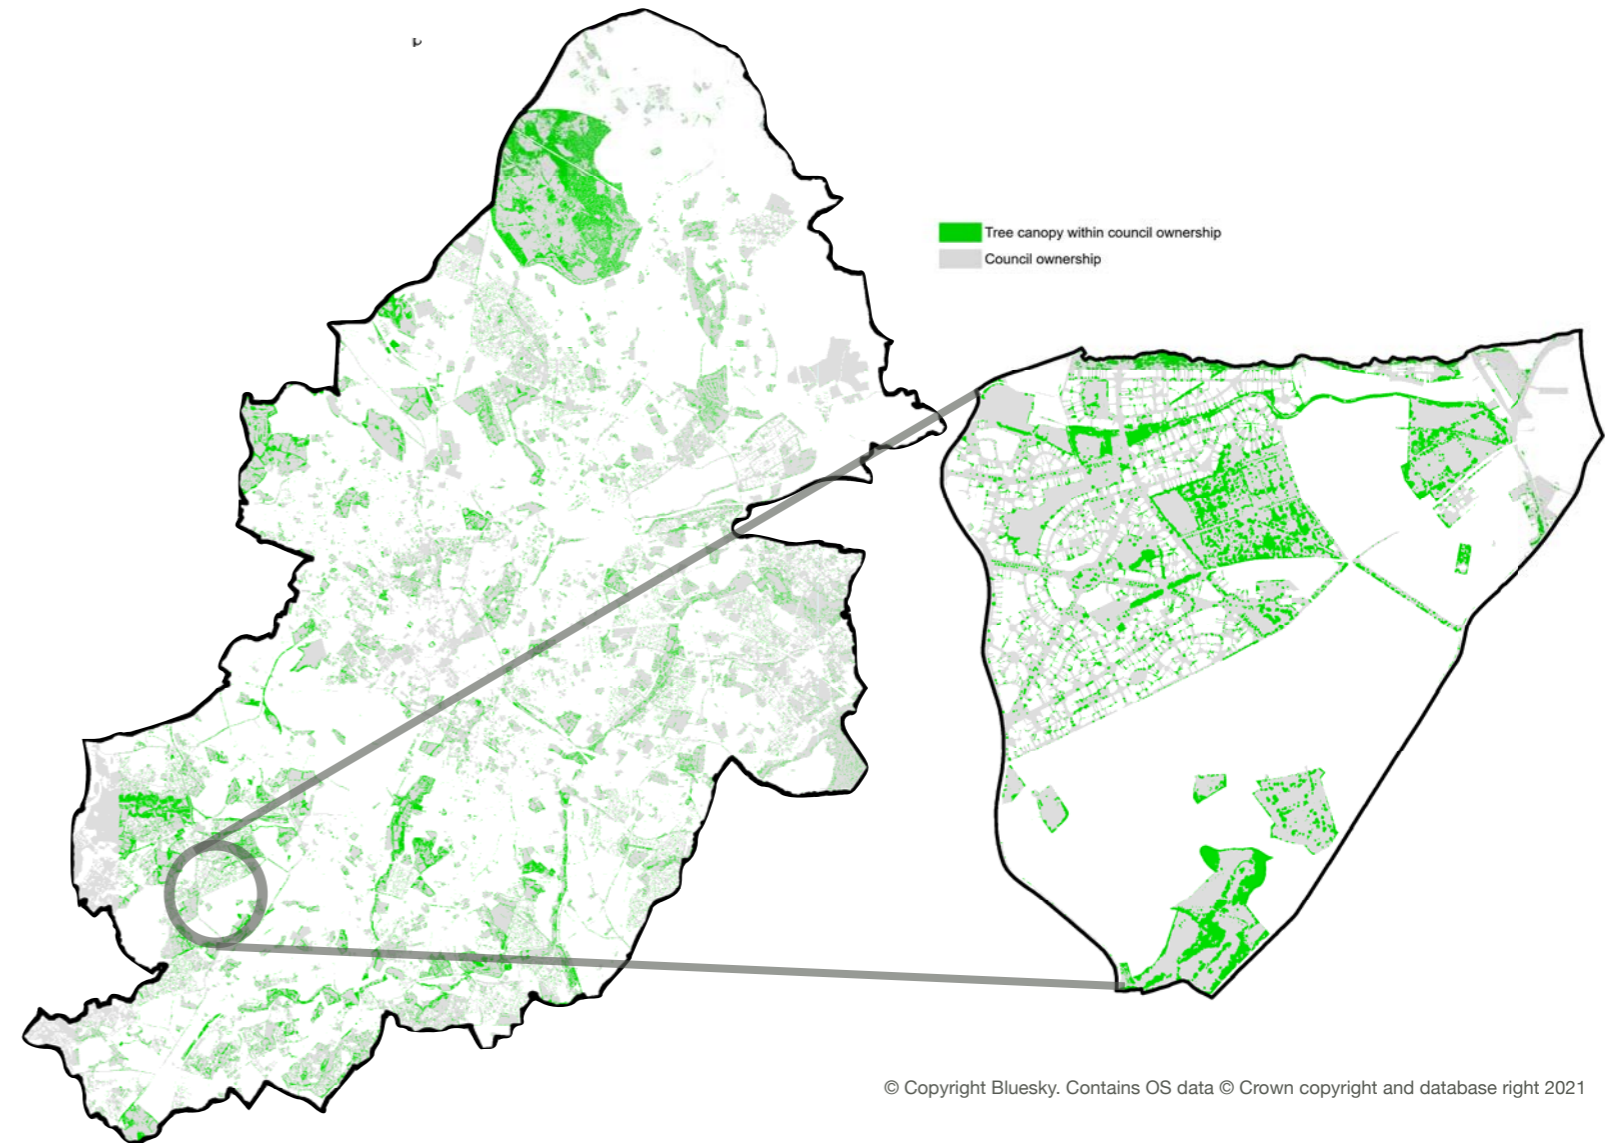 Tree canopy within council ownership
Council ownership
© Copyright Bluesky. Contains OS data © Crown copyright and database right 2021